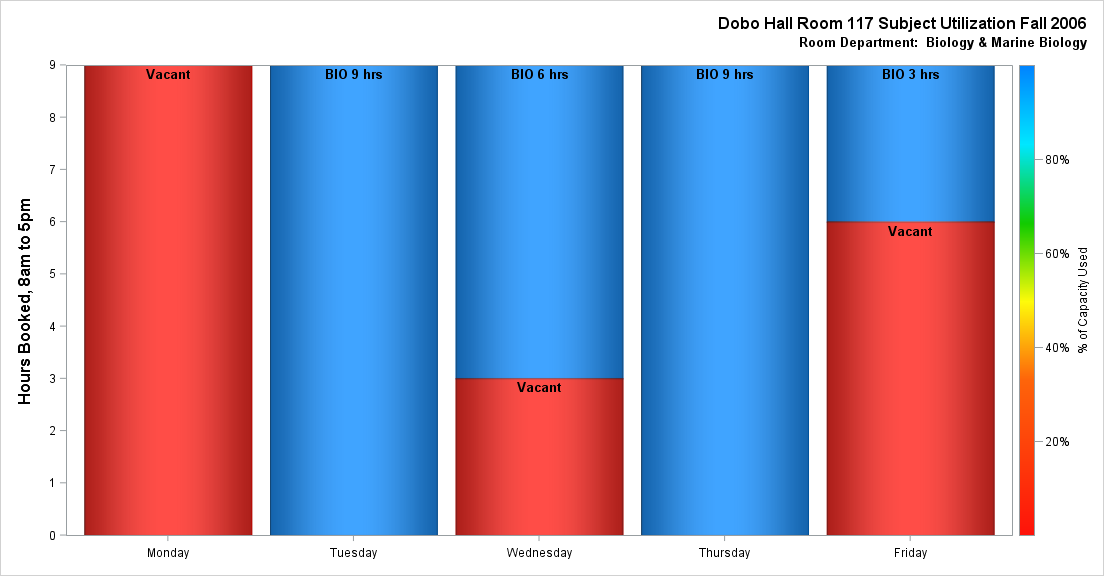 Dobo Hall Room 117 Subject Utilization Fall 2006
Room Department:  Biology & Marine Biology
Hours Booked, 8am to 5pm
9
8
7
6
5
4
3
2
1
0
Vacant
BIO 9 hrs
BIO 6 hrs
Vacant
BIO 9 hrs
BIO 3 hrs
Vacant
Monday
Tuesday
Wednesday
Thursday
Friday
80%
60%
40%
20%
% of Capacity Used